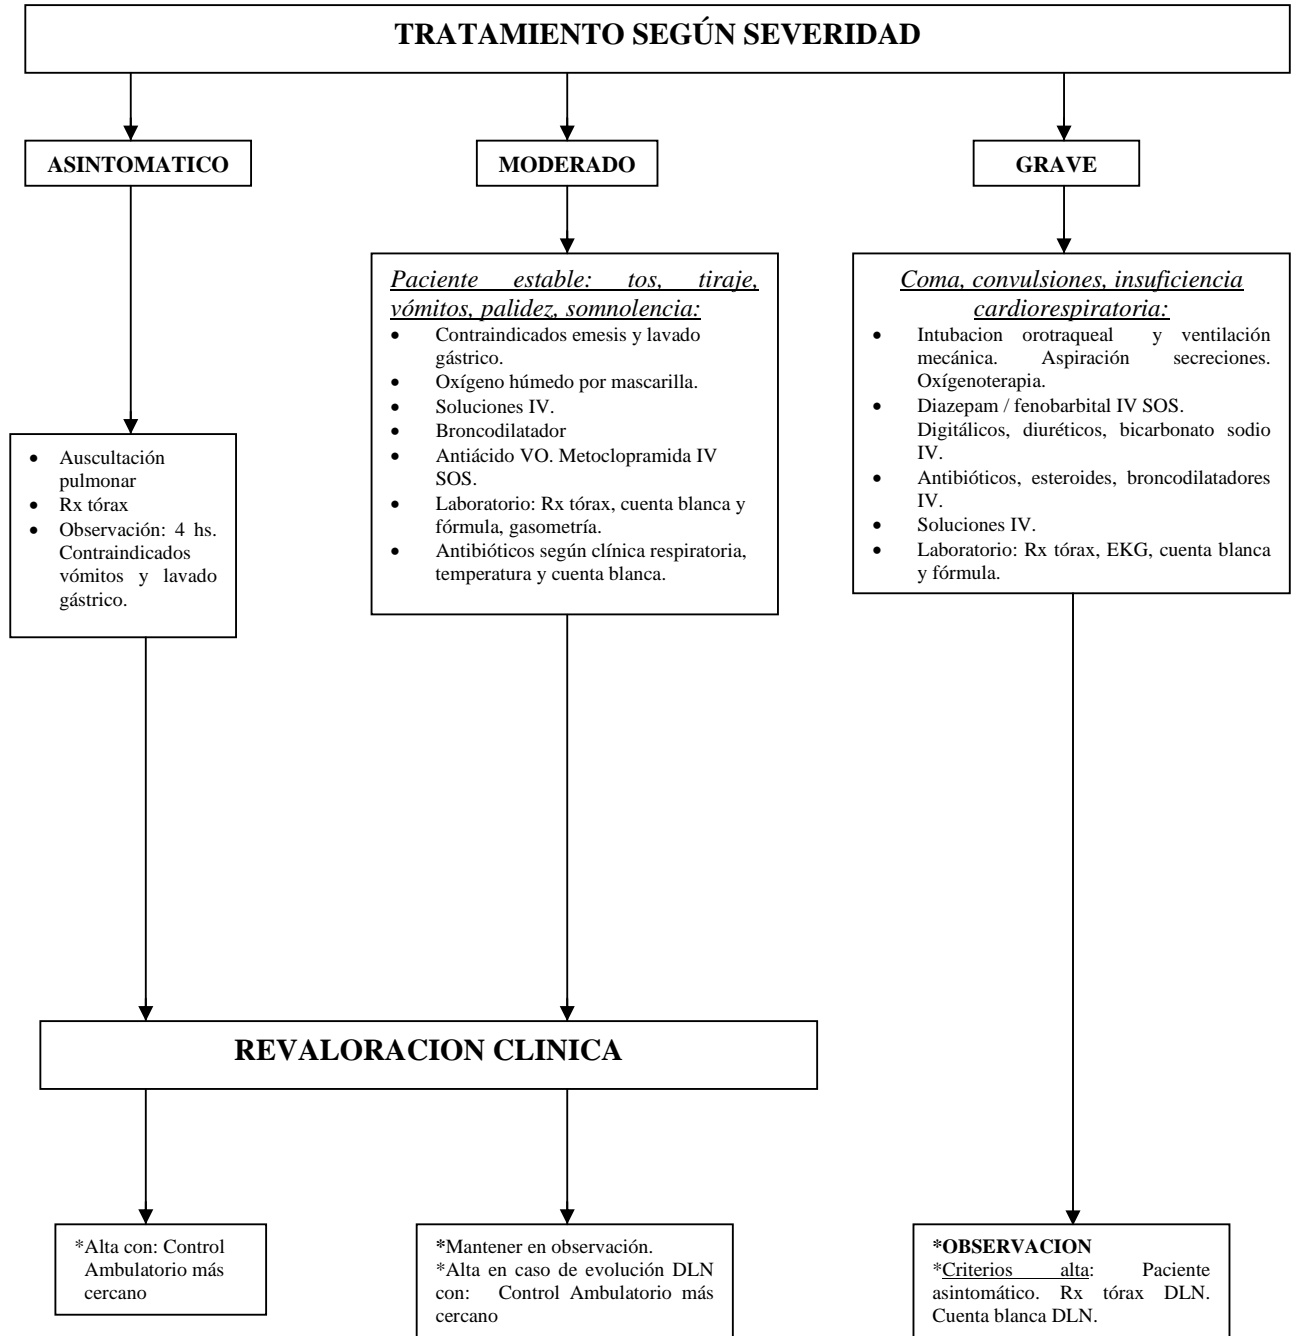 TRATAMIENTO SEGÚN SEVERIDAD
ASINTOMATICO
MODERADO
GRAVE
• Auscultación
pulmonar
• Rx tórax
• Observación: 4 hs.
Contraindicados
vómitos y lavado
gástrico.
Paciente estable: tos, tiraje,
vómitos, palidez, somnolencia:
• Contraindicados emesis y lavado
gástrico.
• Oxígeno húmedo por mascarilla.
• Soluciones IV.
• Broncodilatador
• Antiácido VO. Metoclopramida IV
SOS.
• Laboratorio: Rx tórax, cuenta blanca y
fórmula, gasometría.
• Antibióticos según clínica respiratoria,
temperatura y cuenta blanca.
Coma, convulsiones, insuficiencia
cardiorespiratoria:
• Intubacion orotraqueal y ventilación
mecánica. Aspiración secreciones.
Oxígenoterapia.
• Diazepam / fenobarbital IV SOS.
Digitálicos, diuréticos, bicarbonato sodio
IV.
• Antibióticos, esteroides, broncodilatadores
IV.
• Soluciones IV.
• Laboratorio: Rx tórax, EKG, cuenta blanca
y fórmula.
REVALORACION CLINICA
*Alta con: Control
Ambulatorio más
cercano
*Mantener en observación.
*Alta en caso de evolución DLN
con: Control Ambulatorio más
cercano
*OBSERVACION
*Criterios alta: Paciente
asintomático. Rx tórax DLN.
Cuenta blanca DLN.